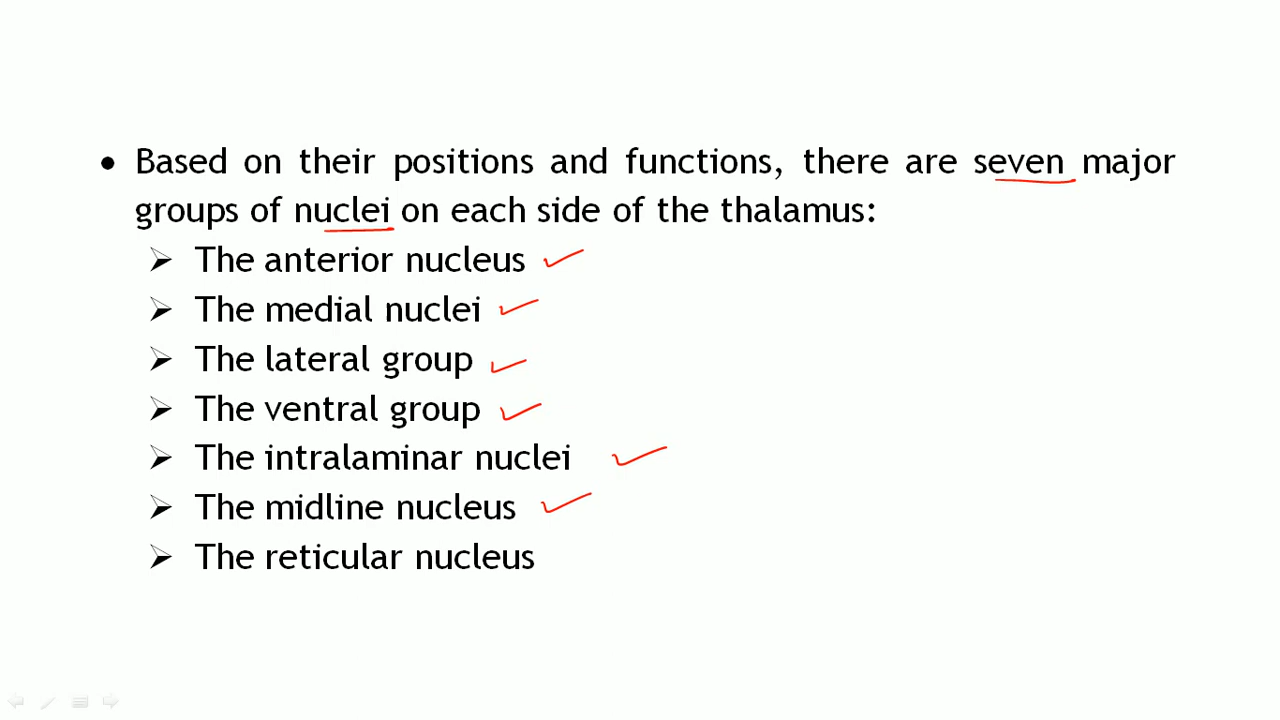 • Based on their positions and functions, there are seven major
groups of nuclei on each side of the thalamus:
➢ The anterior nucleus ✓
➢ The medial nuclei ✓
➢ The lateral group ✓
➢ The ventral group ✓
➢ The intralaminar nuclei ✓
➢ The midline nucleus ✓
➢ The reticular nucleus